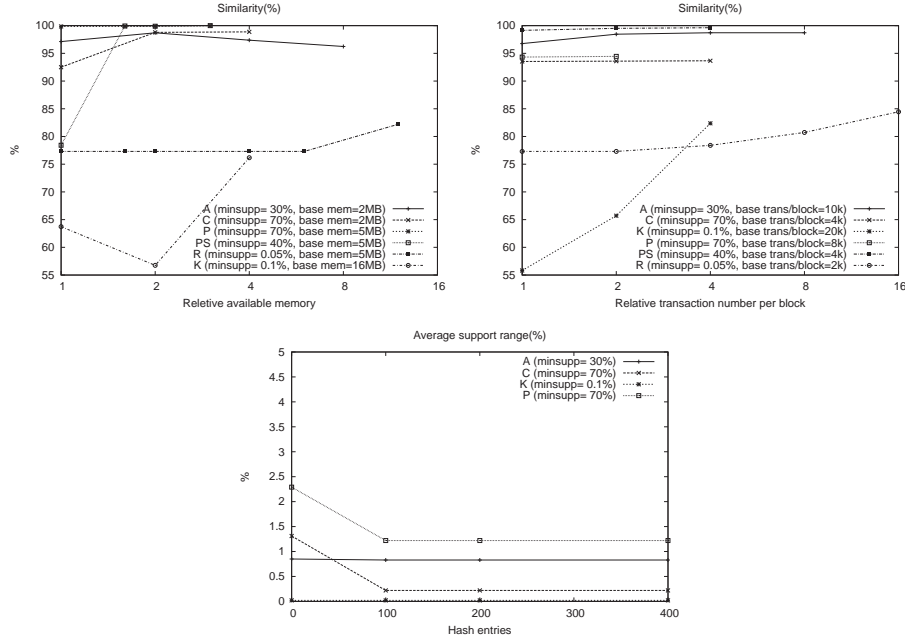 Similarity(%)
100
95
90
85
80
75
70
65
60
55
%
A (minsupp= 30%, base mem=2MB)
C (minsupp= 70%, base mem=2MB)
P (minsupp= 70%, base mem=5MB)
PS (minsupp= 40%, base mem=5MB)
R (minsupp= 0.05%, base mem=5MB)
K (minsupp= 0.1%, base mem=16MB)
1 2 4 8 16
Reletive available memory
Similarity(%)
100
95
90
85
80
75
70
65
60
55
%
A (minsupp= 30%, base trans/block=10k)
C (minsupp= 70%, base trans/block=4k)
K (minsupp= 0.1%, base trans/block=20k)
P (minsupp= 70%, base trans/block=8k)
PS (minsupp= 40%, base trans/block=4k)
R (minsupp= 0.05%, base trans/block=2k)
1 2 4 8 16
Relative transaction number per block
Average support range(%)
5
4.5
4
3.5
3
2.5
2
1.5
1
0.5
0
%
A (minsupp= 30%)
C (minsupp= 70%)
K (minsupp= 0.1%)
P (minsupp= 70%)
0 100 200 300 400
Hash entries